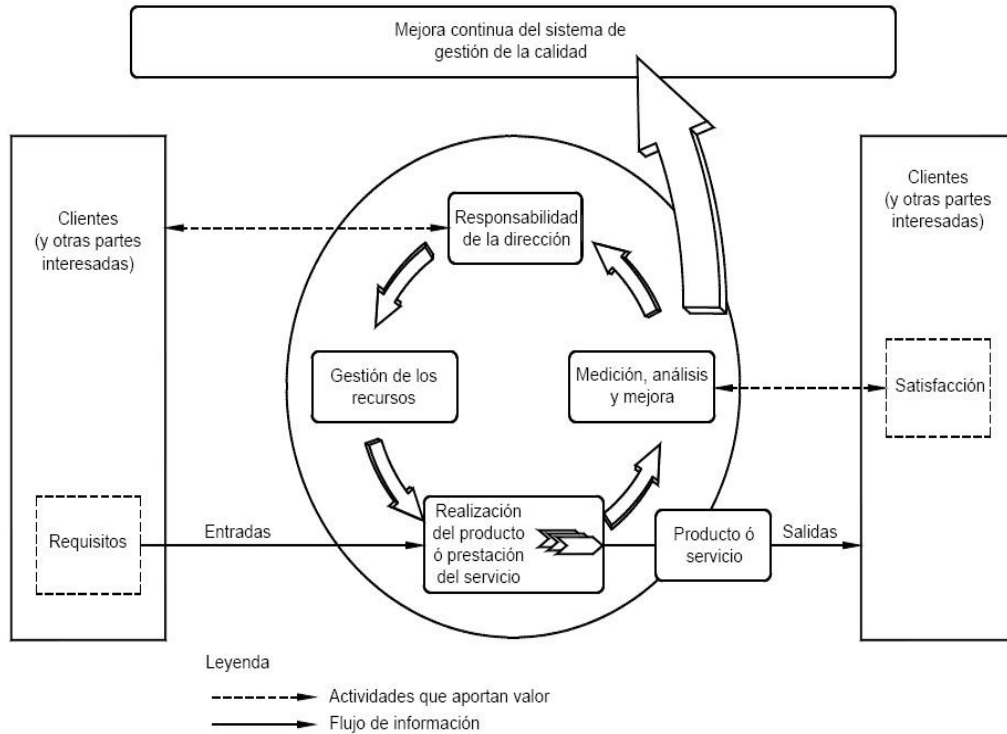 Mejora continua del sistema de
gestión de la calidad
Clientes
(y otras partes
interesadas)
Responsabilidad
de la dirección
Clientes
(y otras partes
interesadas)
Gestión de los
recursos
Medición, análisis
y mejora
Satisfacción
Requisitos
Entradas
Realización
del producto
ó prestación
del servicio
Producto ó
servicio
Salidas
Leyenda
Actividades que aportan valor
Flujo de información